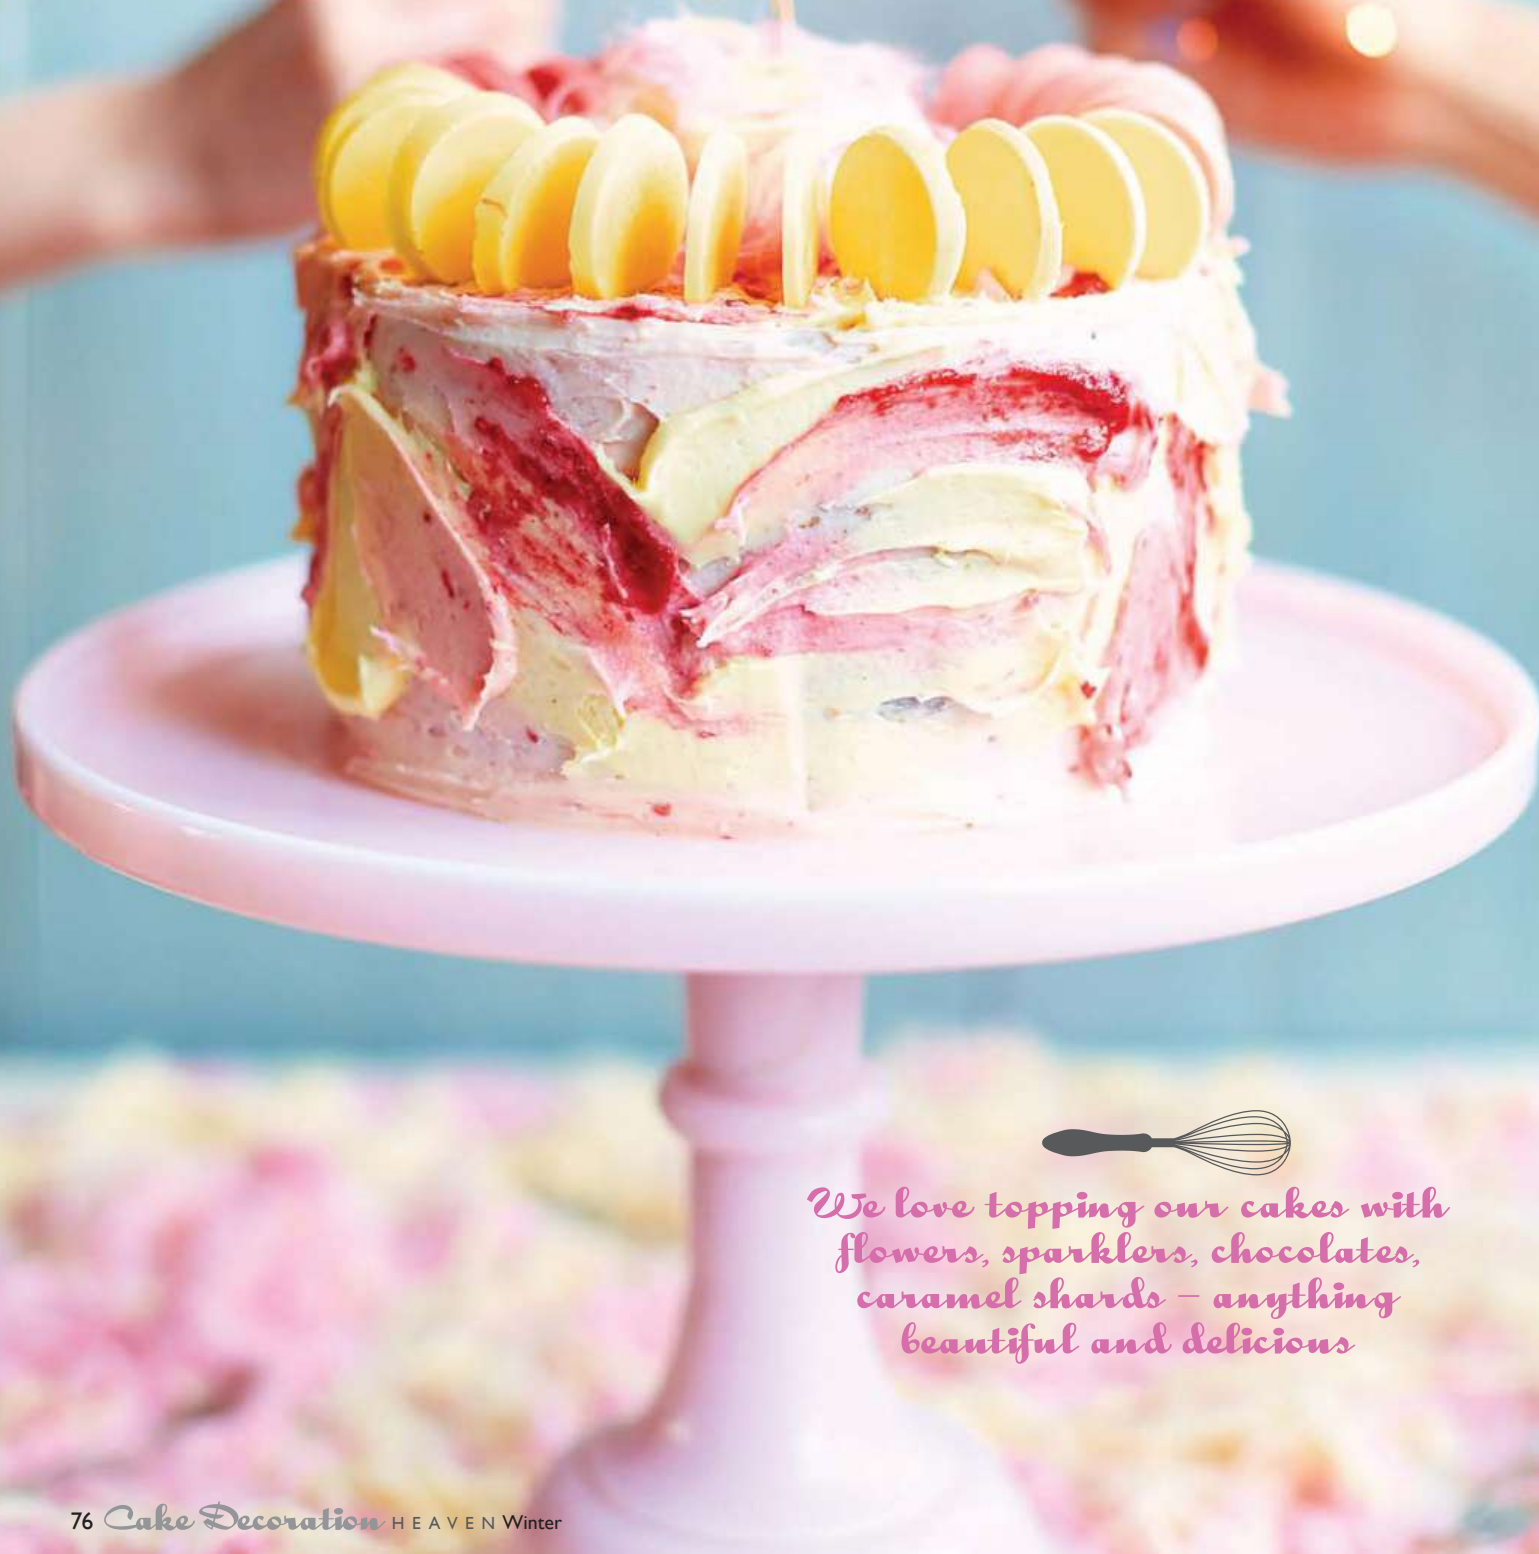 We love topping our cakes with
flowers, sparklers, chocolates,
caramel shards – anything
beautiful and delicious
76 Cake Decoration HEAVEN Winter